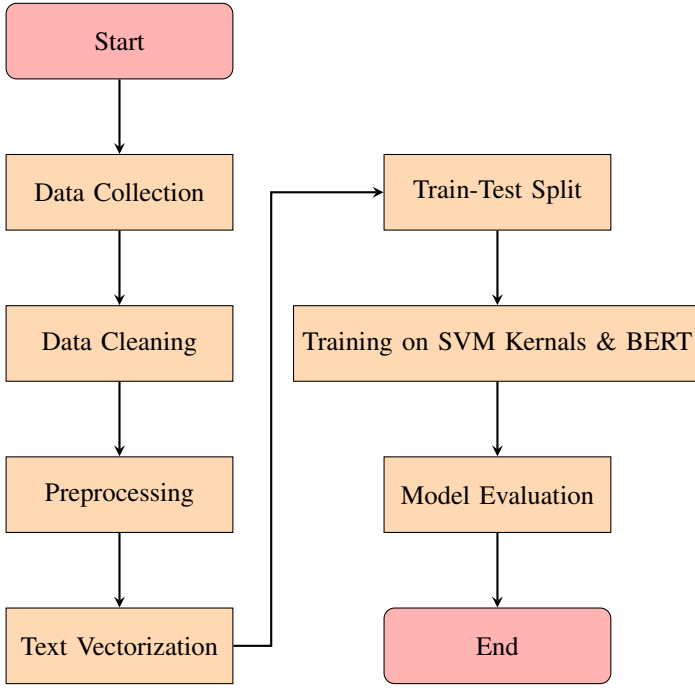 Start
Data Collection
Data Cleaning
Preprocessing
Text Vectorization
Train-Test Split
Training on SVM Kernals & BERT
Model Evaluation
End